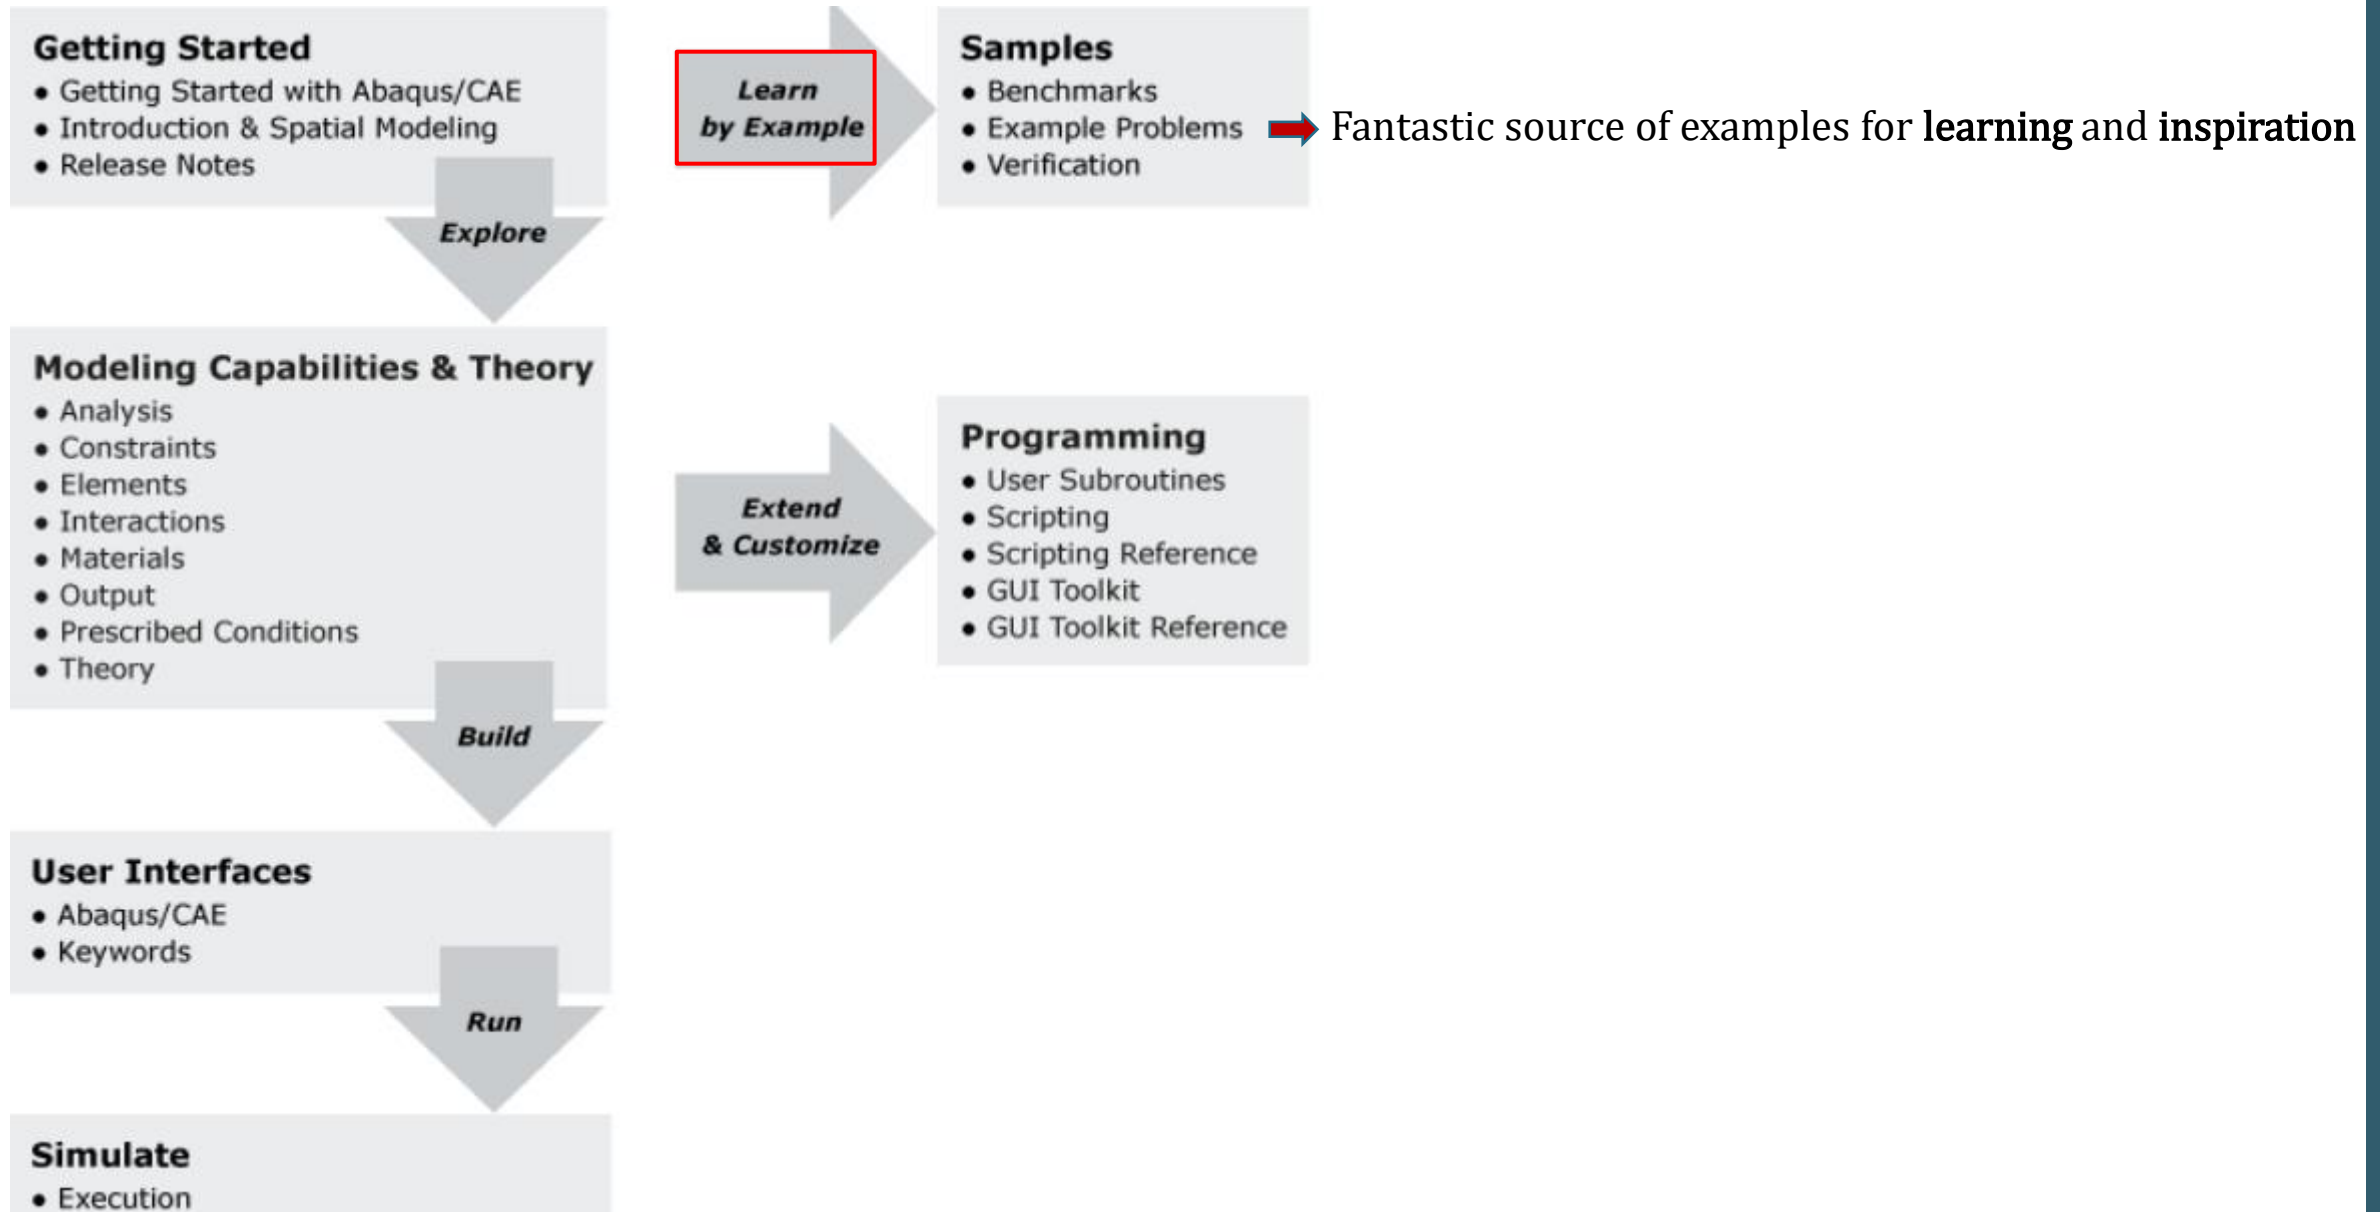 Getting Started
● Getting Started with Abaqus/CAE
● Introduction & Spatial Modeling
● Release Notes
Explore
Learn
by Example
Samples
● Benchmarks
● Example Problems
● Verification
Fantastic source of examples for learning and inspiration
Modeling Capabilities & Theory
● Analysis
● Constraints
● Elements
● Interactions
● Materials
● Output
● Prescribed Conditions
● Theory
Build
Extend
& Customize
Programming
● User Subroutines
● Scripting
● Scripting Reference
● GUI Toolkit
● GUI Toolkit Reference
User Interfaces
● Abaqus/CAE
● Keywords
Run
Simulate
● Execution